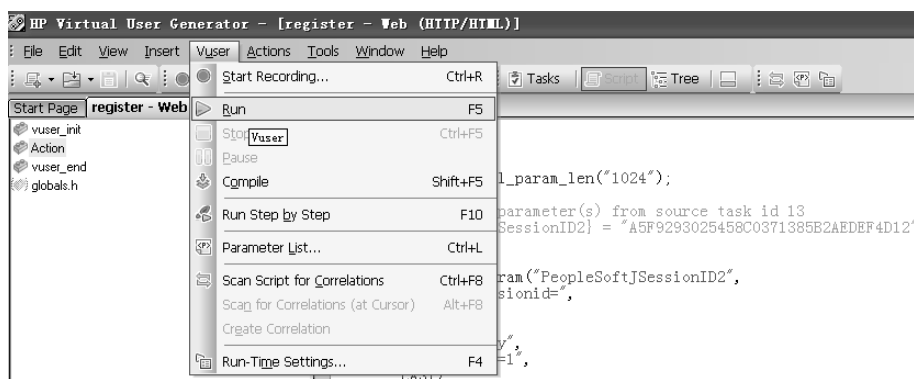 HP Virtual User Generator - [register - Web (HTTP/HTML)]
File Edit View Insert Vuser Actions Tools Window Help
Start Recording... Ctrl+R
Tasks Script Tree
Start Page register - Web
Run F5
vuser_init
Stop Ctrl+F5
Vuser
Action
Pause
vuser_end
Compile Shift+F5
l_param_len("1024");
globals.h
Run Step by Step F10
parameter(s) from source task id 13
SessionID2} = "A5F9293025458C0371385B2AEDEF4D12"
Parameter List... Ctrl+L
Scan Script for Correlations Ctrl+F8
ram("PeopleSoftJSessionID2",
sionid=",
Scan for Correlations (at Cursor) Alt+F8
Create Correlation
y",
=1",
Run-Time Settings... F4